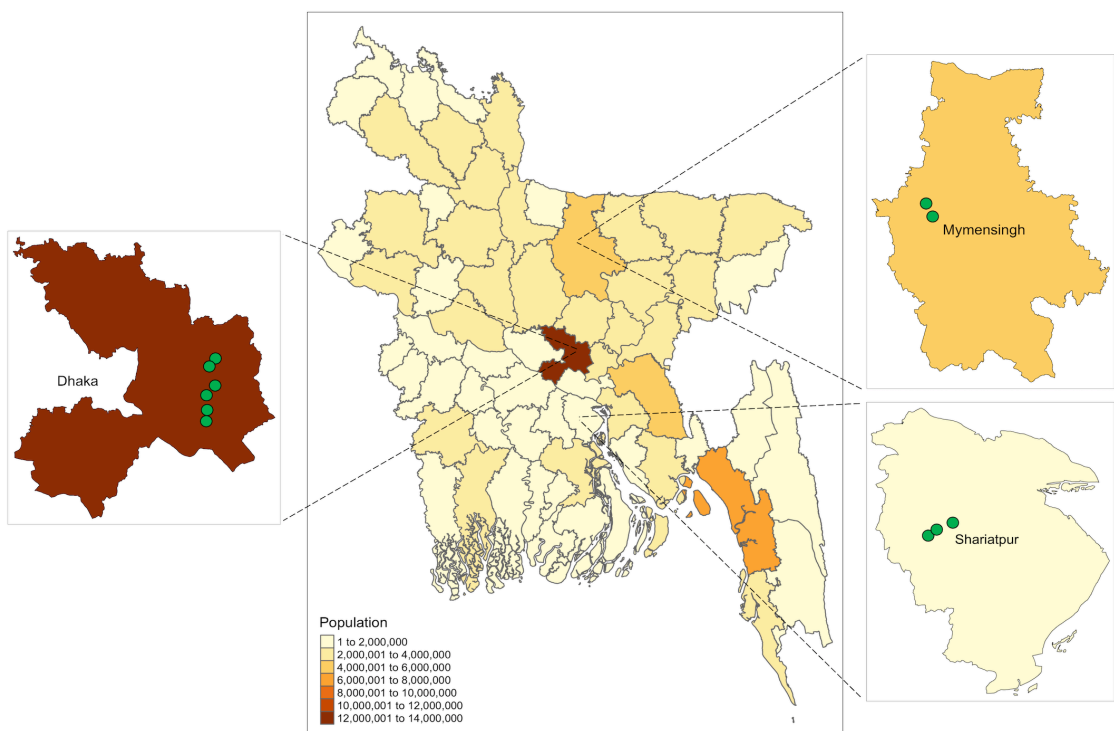 Dhaka
Mymensingh
Shariatpur
Population
1 to 2,000,000
2,000,001 to 4,000,000
4,000,001 to 6,000,000
6,000,001 to 8,000,000
8,000,001 to 10,000,000
10,000,001 to 12,000,000
12,000,001 to 14,000,000